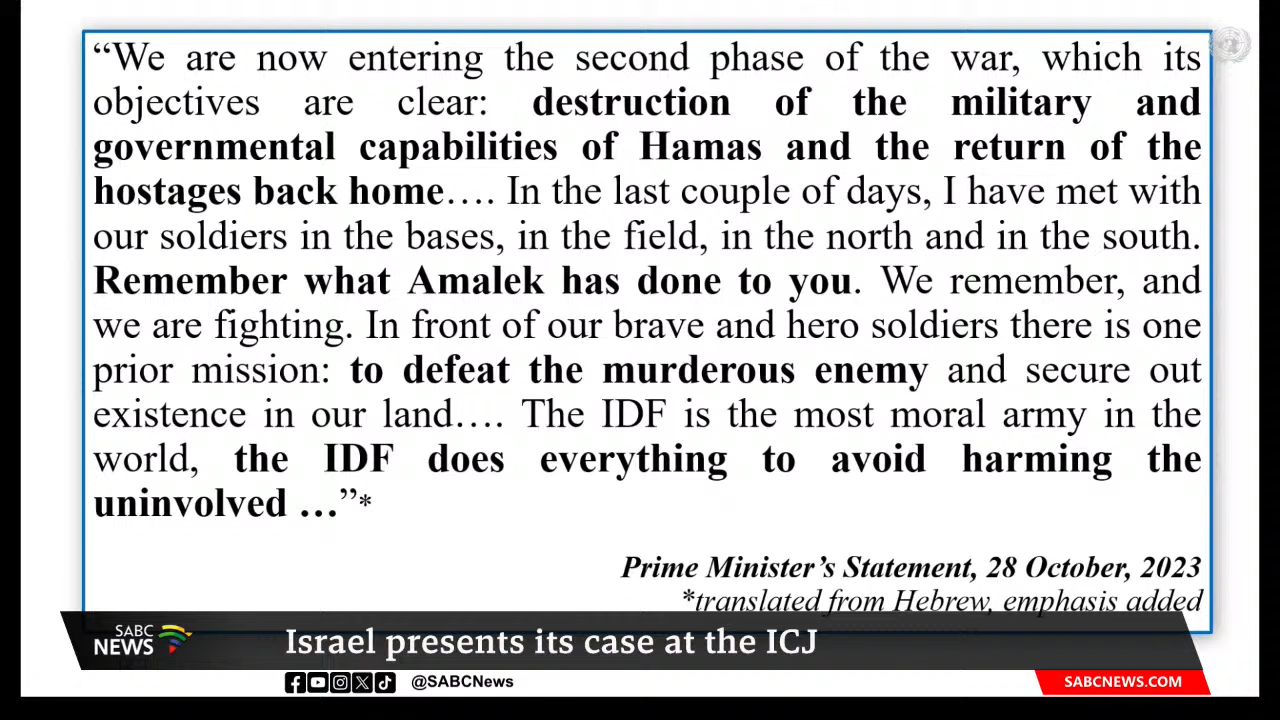 “We are now entering the second phase of the war, which its
objectives are clear: destruction of the military and
governmental capabilities of Hamas and the return of the
hostages back home…. In the last couple of days, I have met with
our soldiers in the bases, in the field, in the north and in the south.
Remember what Amalek has done to you. We remember, and
we are fighting. In front of our brave and hero soldiers there is one
prior mission: to defeat the murderous enemy and secure out
existence in our land…. The IDF is the most moral army in the
world, the IDF does everything to avoid harming the
uninvolved …”*
Prime Minister’s Statement, 28 October, 2023
*translated from Hebrew, emphasis added
SABC
NEWS
Israel presents its case at the ICJ
@SABCNews
SABCNEWS.COM